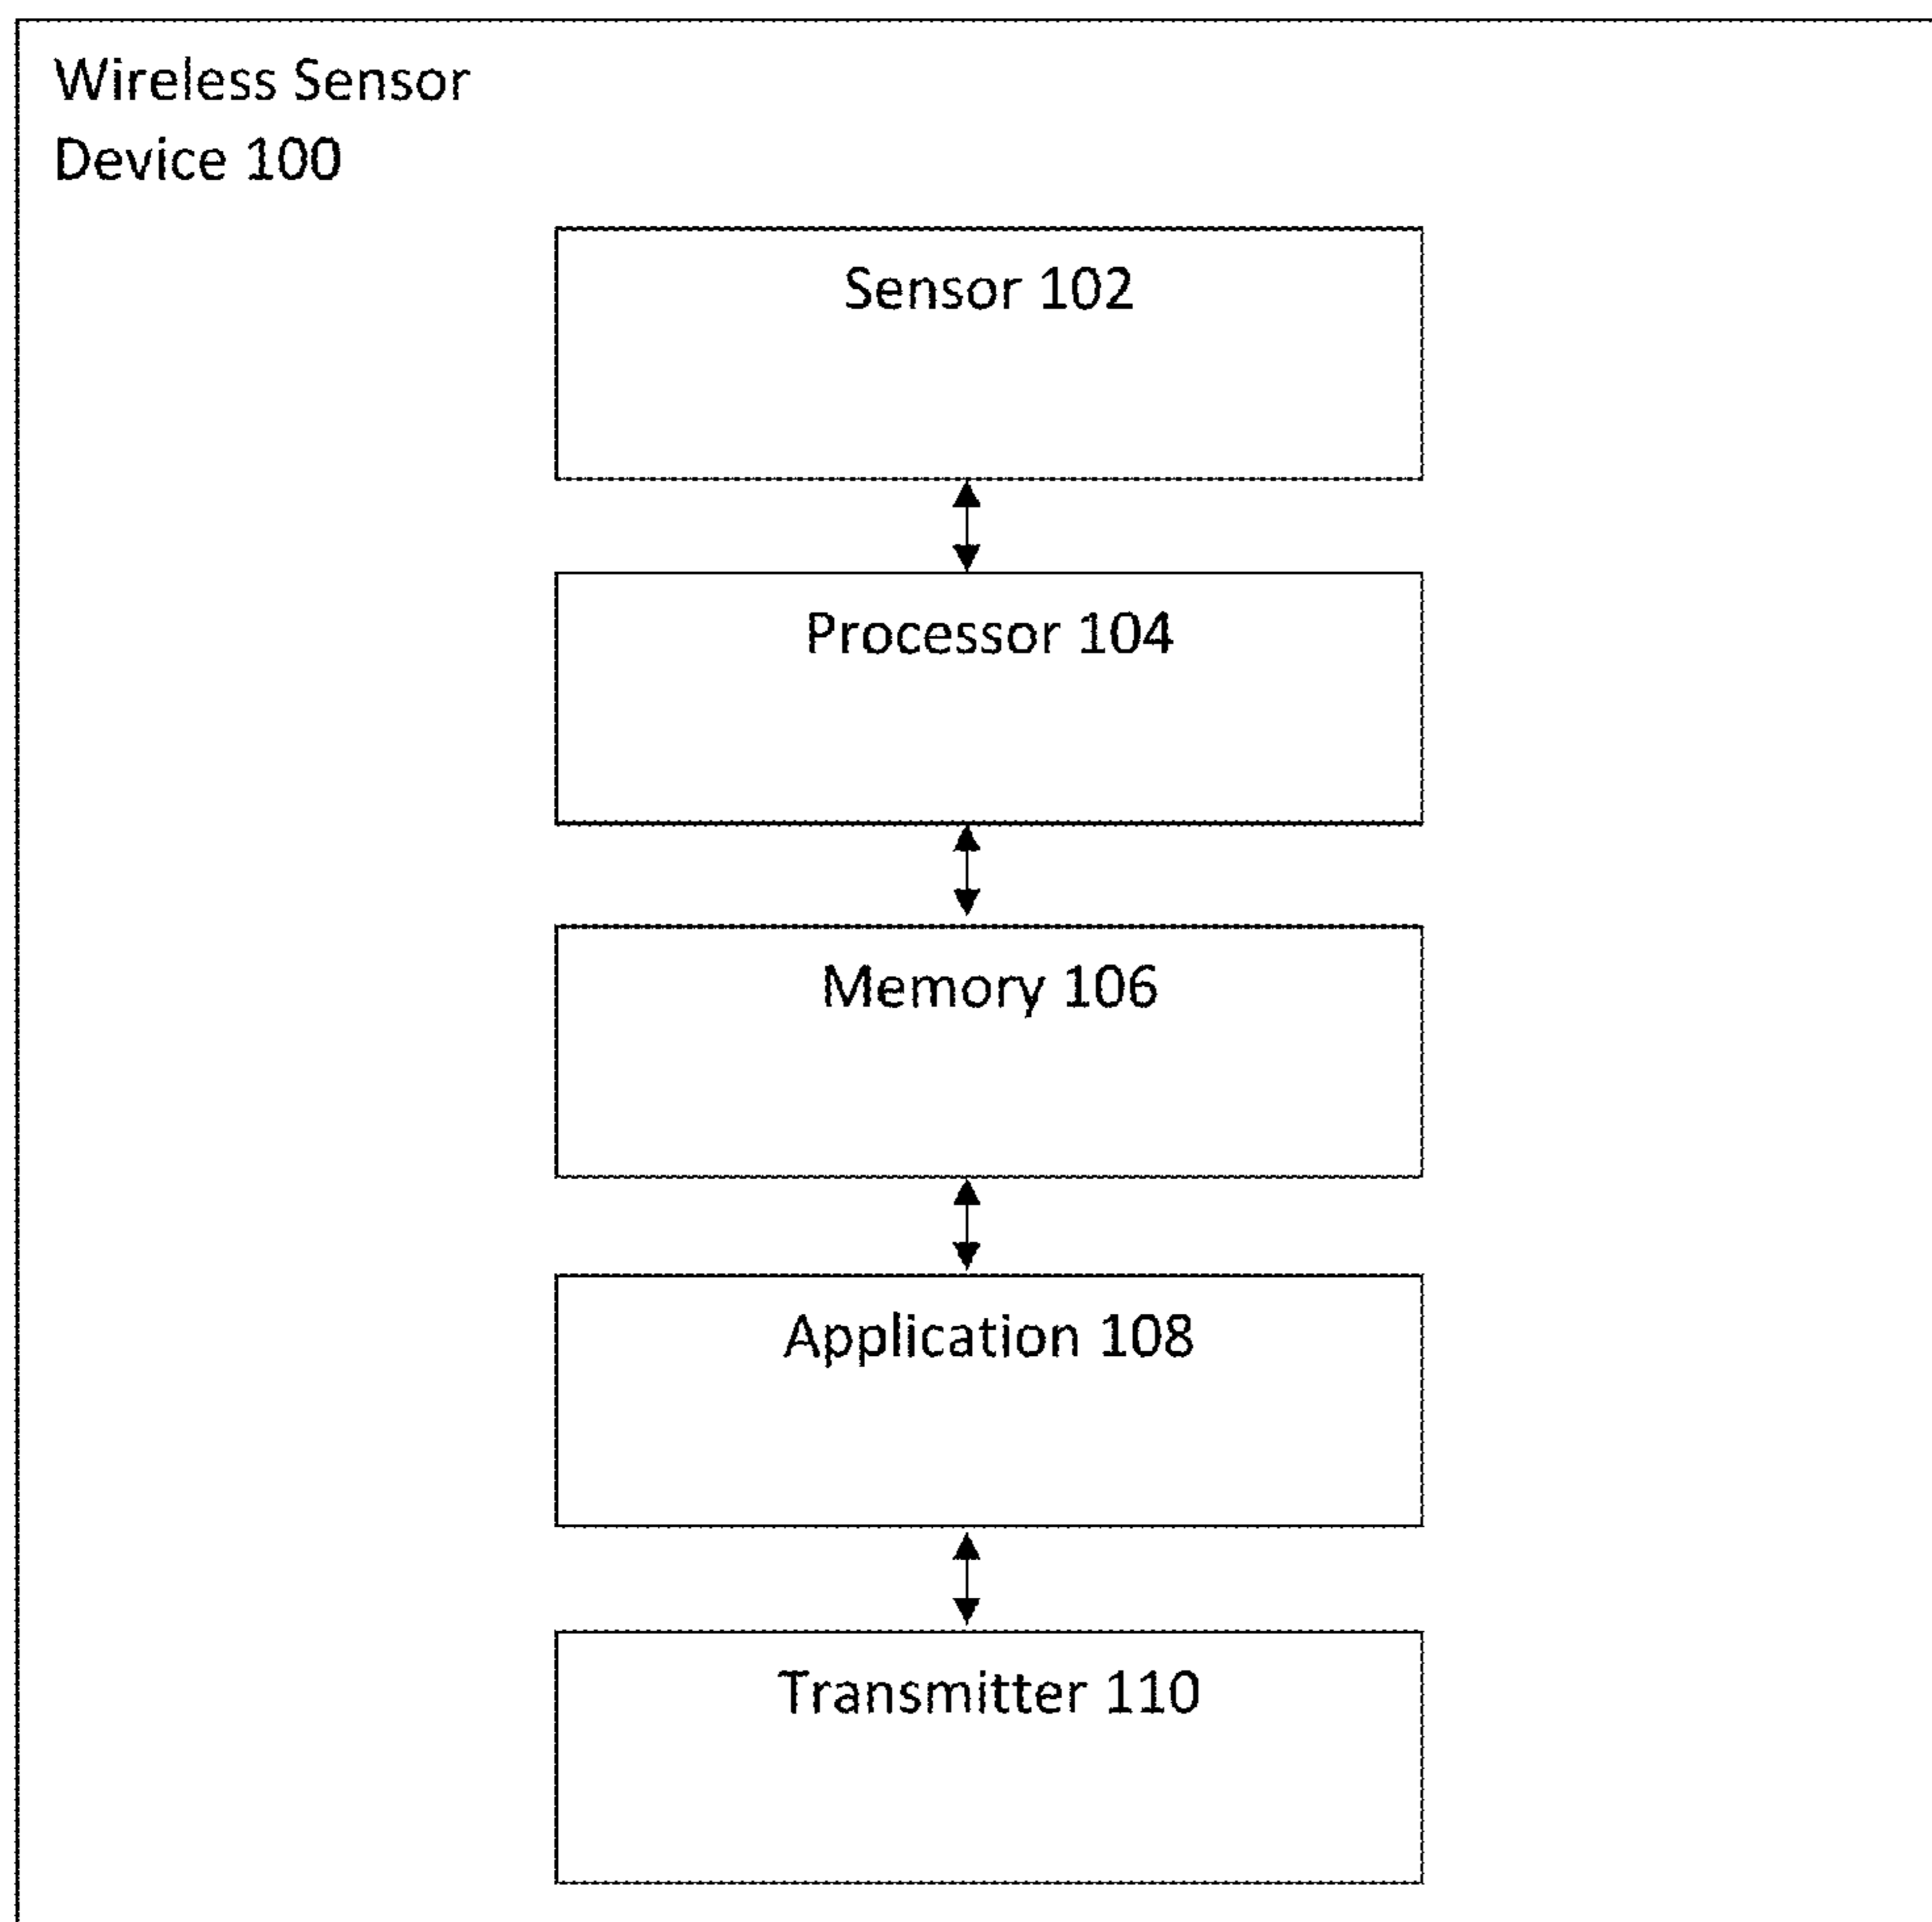 Wireless Sensor
Device 100
Sensor 102
Processor 104
Memory 106
Application 108
Transmitter 110